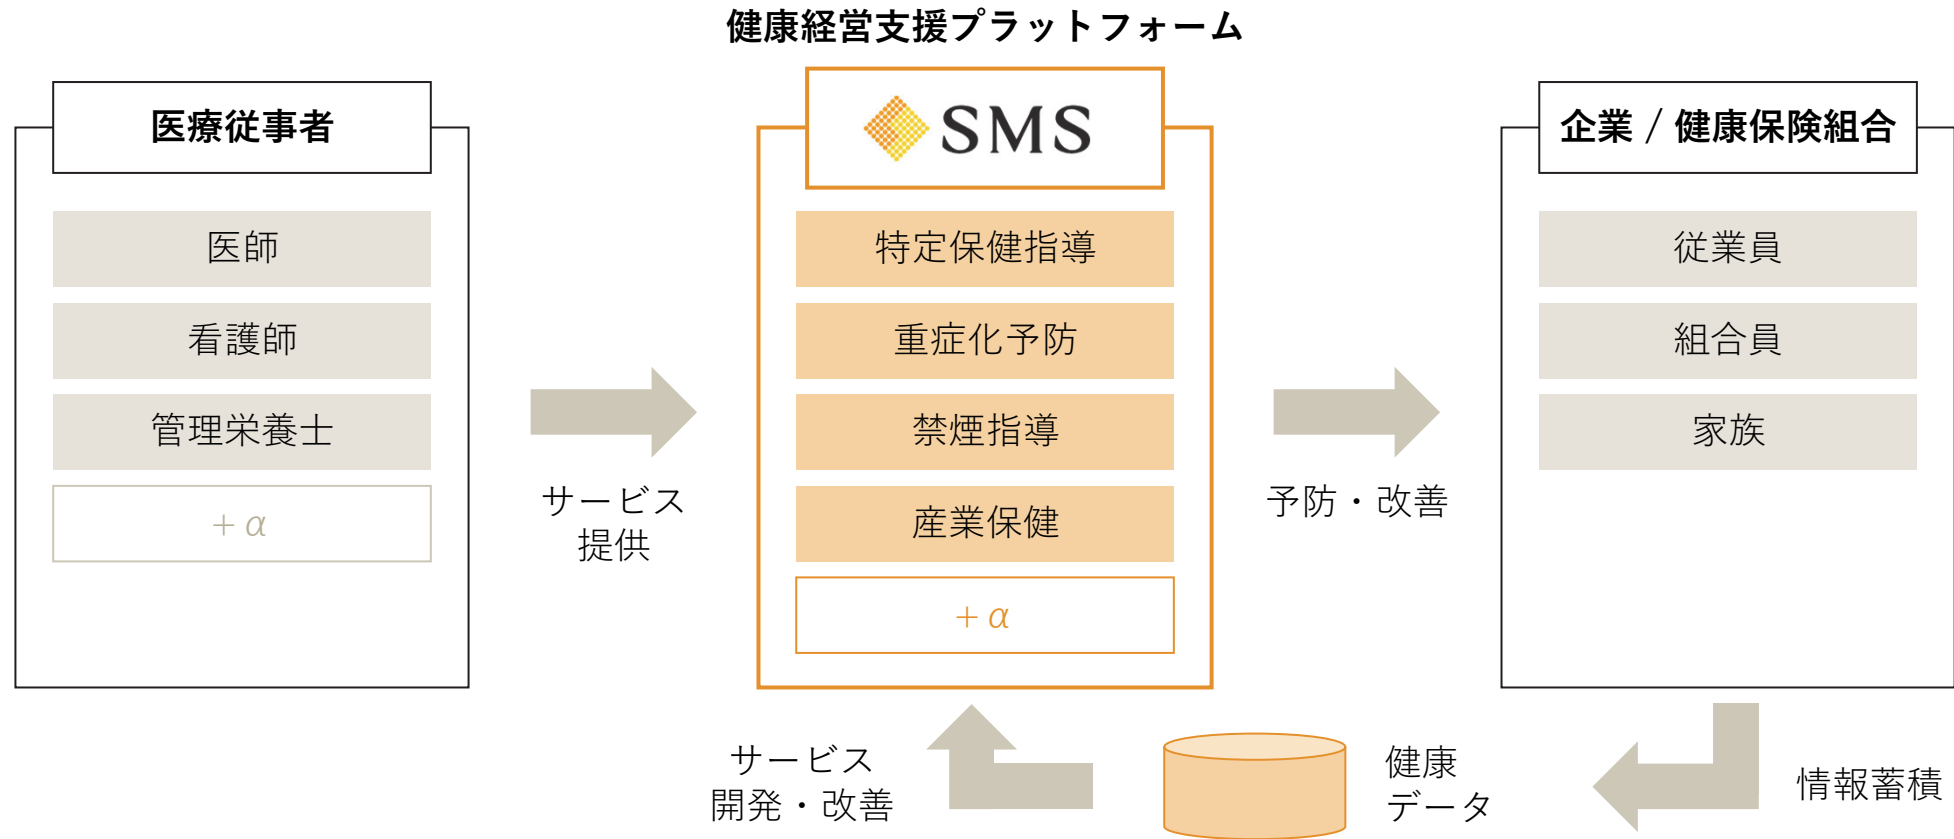 健康経営支援プラットフォーム
医療従事者
医師
看護師
管理栄養士
+ α
サービス
提供
SMS
特定保健指導
重症化予防
禁煙指導
産業保健
+ α
予防・改善
企業 / 健康保険組合
従業員
組合員
家族
サービス
開発・改善
健康
データ
情報蓄積